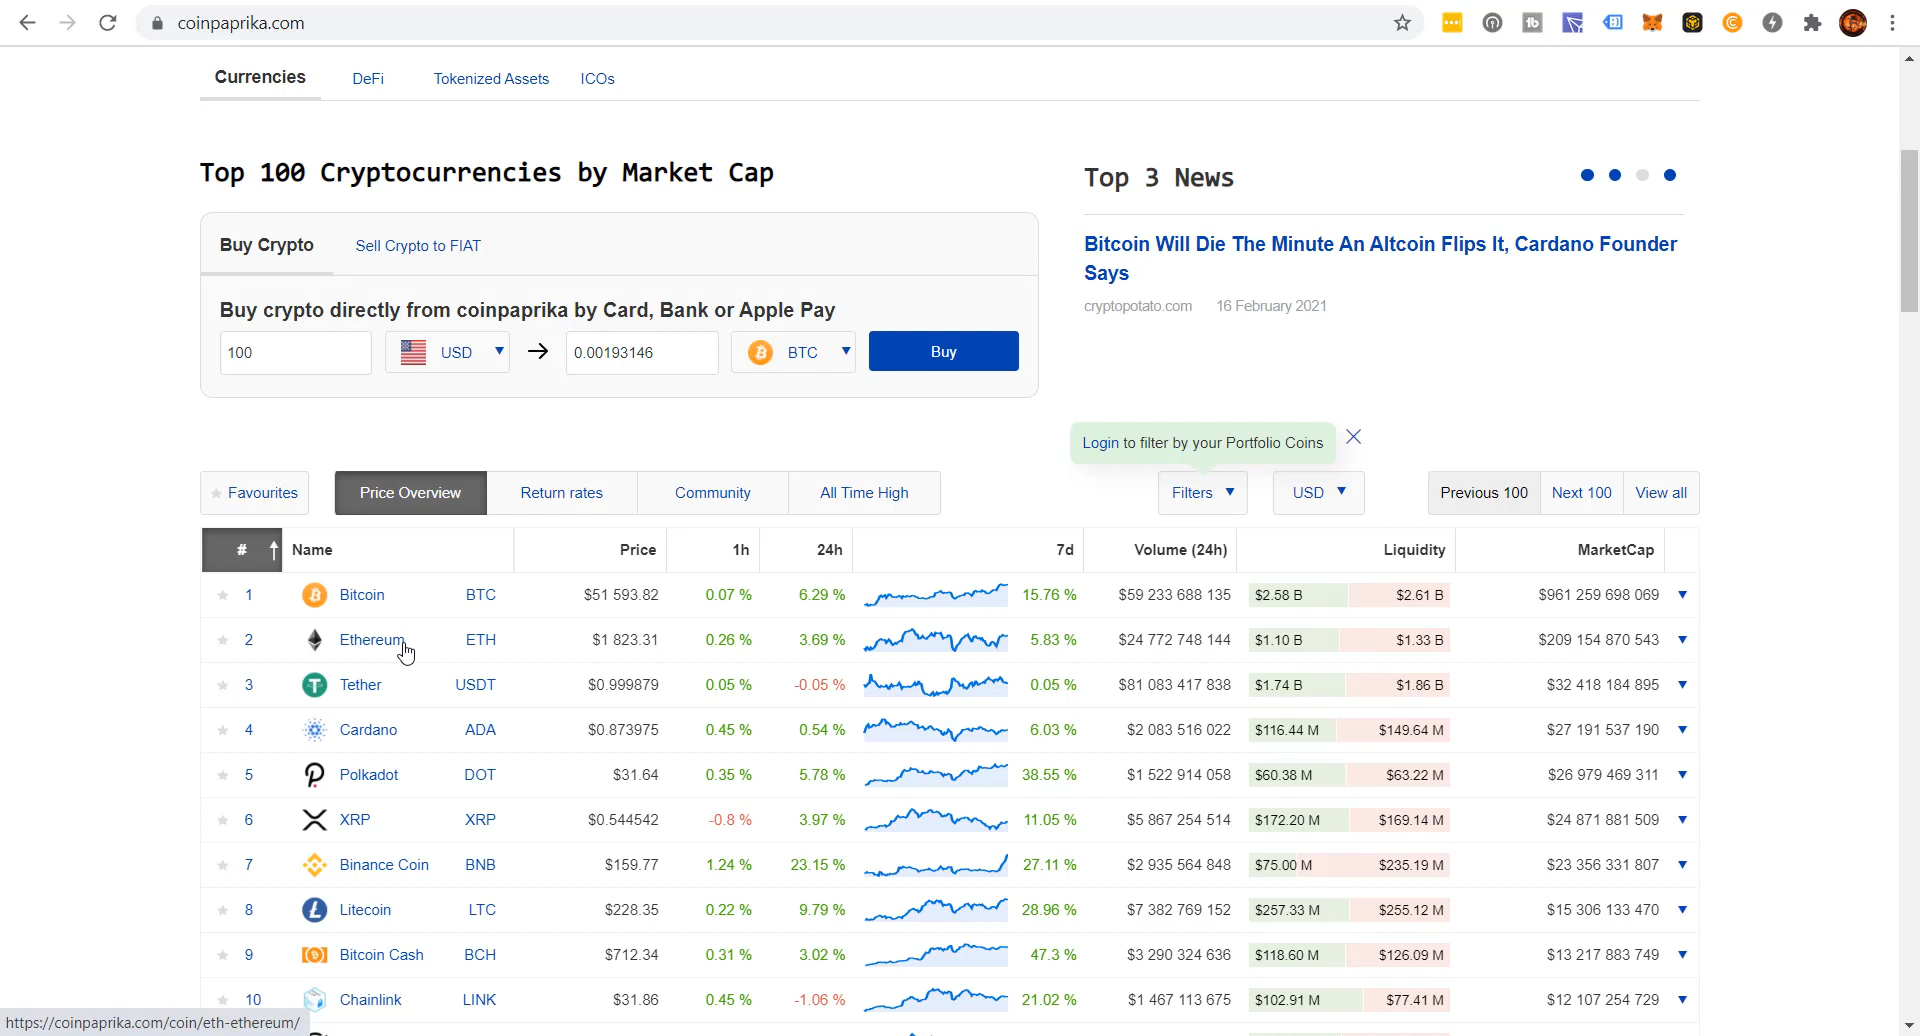 coinpaprika.com
Currencies DeFi Tokenized Assets ICOs
Top 100 Cryptocurrencies by Market Cap
Top 3 News
Buy Crypto Sell Crypto to FIAT
Bitcoin Will Die The Minute An Altcoin Flips It, Cardano Founder
Says
cryptopotato.com 16 February 2021
Buy crypto directly from coinpaprika by Card, Bank or Apple Pay
100 USD 0.00193146 BTC Buy
Login to filter by your Portfolio Coins
Favourites Price Overview Return rates Community All Time High Filters USD Previous 100 Next 100 View all
# Name Price 1h 24h 7d Volume (24h) Liquidity MarketCap
1 Bitcoin BTC $51 593.82 0.07 % 6.29 % 15.76 % $59 233 688 135 $2.58 B $2.61 B $961 259 698 069
2 Ethereum ETH $1 823.31 0.26 % 3.69 % 5.83 % $24 772 748 144 $1.10 B $1.33 B $209 154 870 543
3 Tether USDT $0.999879 0.05 % -0.05 % 0.05 % $81 083 417 838 $1.74 B $1.86 B $32 418 184 895
4 Cardano ADA $0.873975 0.45 % 0.54 % 6.03 % $2 083 516 022 $116.44 M $149.64 M $27 191 537 190
5 Polkadot DOT $31.64 0.35 % 5.78 % 38.55 % $1 522 914 058 $60.38 M $63.22 M $26 979 469 311
6 XRP XRP $0.544542 -0.8 % 3.97 % 11.05 % $5 867 254 514 $172.20 M $169.14 M $24 871 881 509
7 Binance Coin BNB $159.77 1.24 % 23.15 % 27.11 % $2 935 564 848 $75.00 M $235.19 M $23 356 331 807
8 Litecoin LTC $228.35 0.22 % 9.79 % 28.96 % $7 382 769 152 $257.33 M $255.12 M $15 306 133 470
9 Bitcoin Cash BCH $712.34 0.31 % 3.02 % 47.3 % $3 290 324 636 $118.60 M $126.09 M $13 217 883 749
10 Chainlink LINK $31.86 0.45 % -1.06 % 21.02 % $1 467 113 675 $102.91 M $77.41 M $12 107 254 729
https://coinpaprika.com/coin/eth-ethereum/